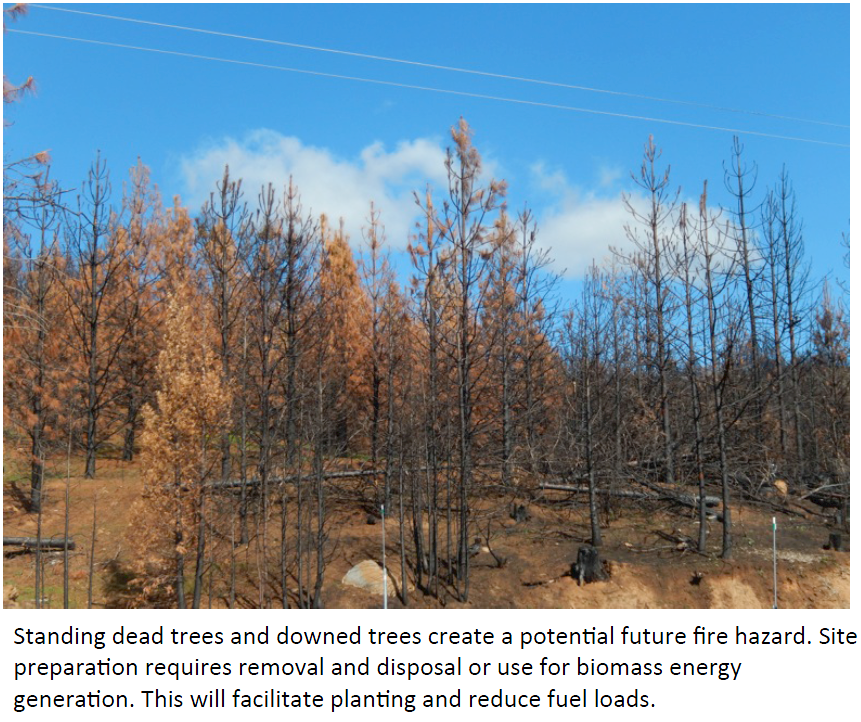 Standing dead trees and downed trees create a potential future fire hazard. Site
preparation requires removal and disposal or use for biomass energy
generation. This will facilitate planting and reduce fuel loads.